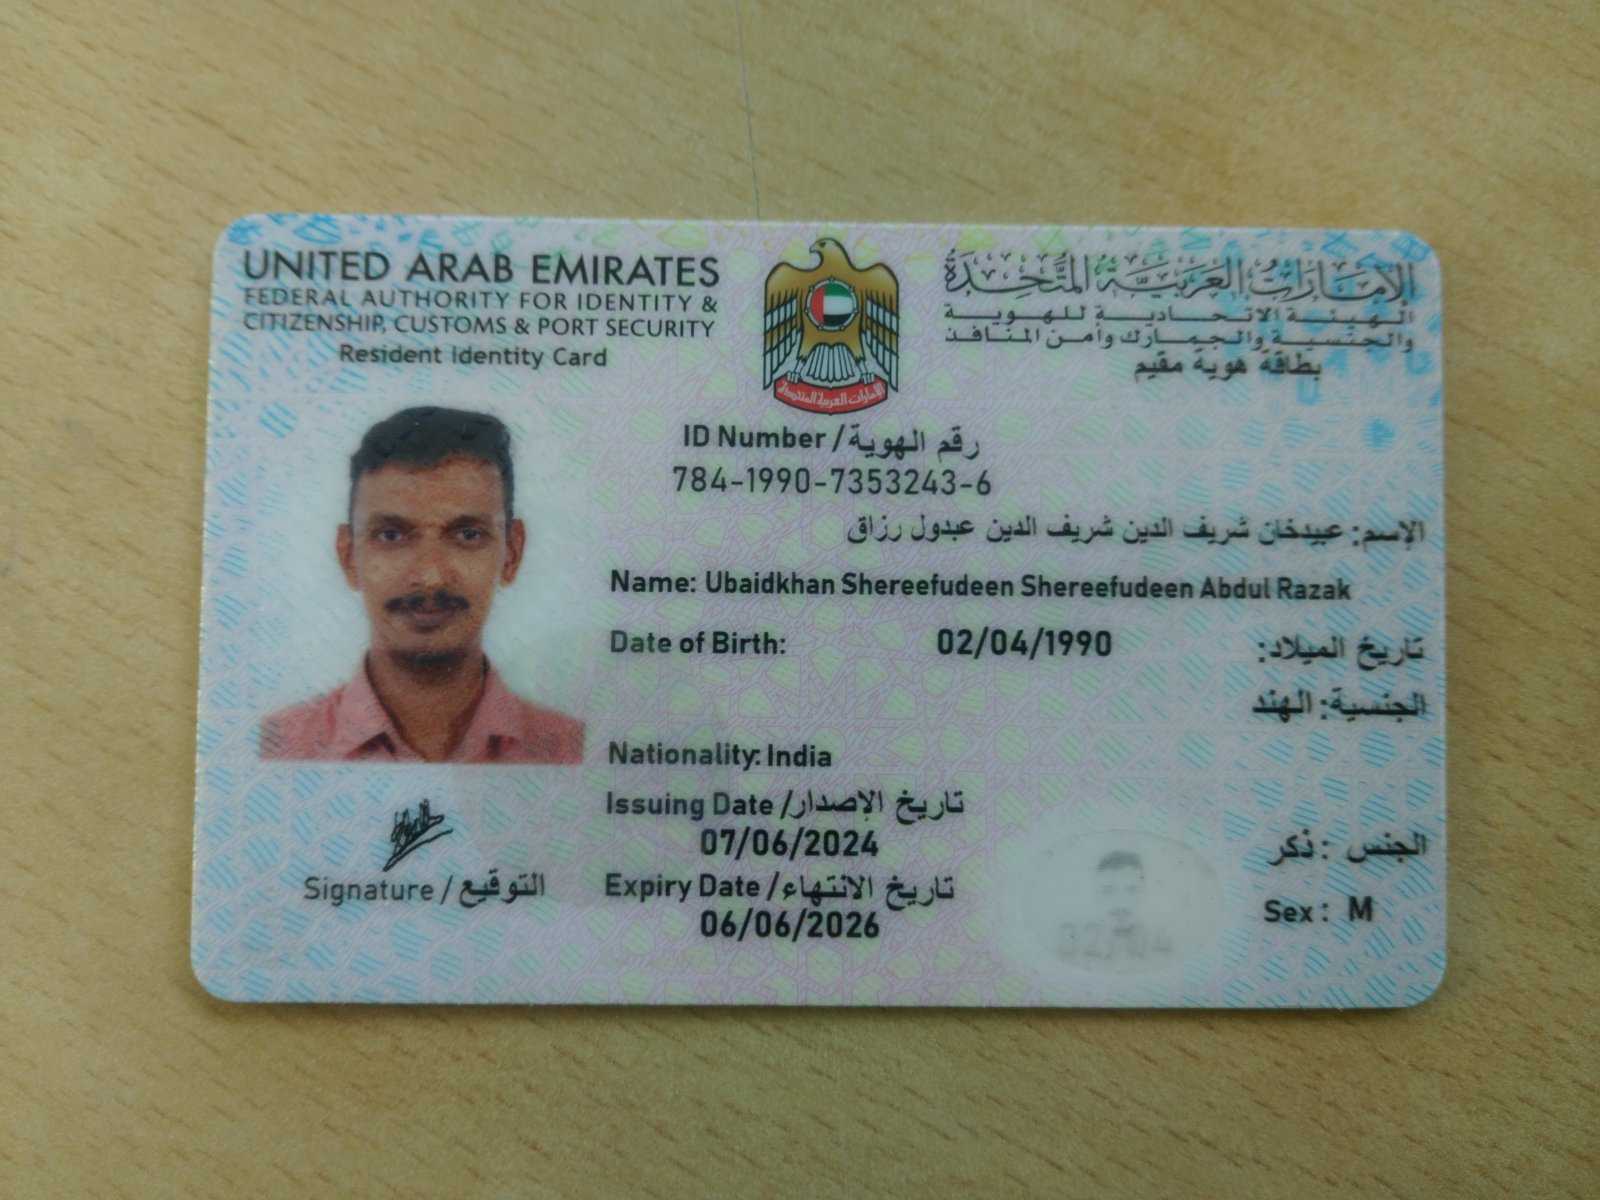 UNITED ARAB EMIRATES
FEDERAL AUTHORITY FOR IDENTITY &
CITIZENSHIP, CUSTOMS & PORT SECURITY
Resident Identity Card
الإمارات العربية المتحدة
الهيئة الاتحادية للهوية
والجنسية والجمارك وأمن المنافذ
بطاقة هوية مقيم
الإمارات العربية المتحدة
ID Number / رقم الهوية
784-1990-7353243-6
الإسم: عبيدخان شريف الدين شريف الدين عبدول رزاق
Name: Ubaidkhan Shereefudeen Shereefudeen Abdul Razak
Date of Birth: 02/04/1990 تاريخ الميلاد:
الجنسية: الهند
Nationality: India
Issuing Date / تاريخ الإصدار
07/06/2024
الجنس : ذكر
Expiry Date / تاريخ الانتهاء
06/06/2026
Sex : M
Signature / التوقيع